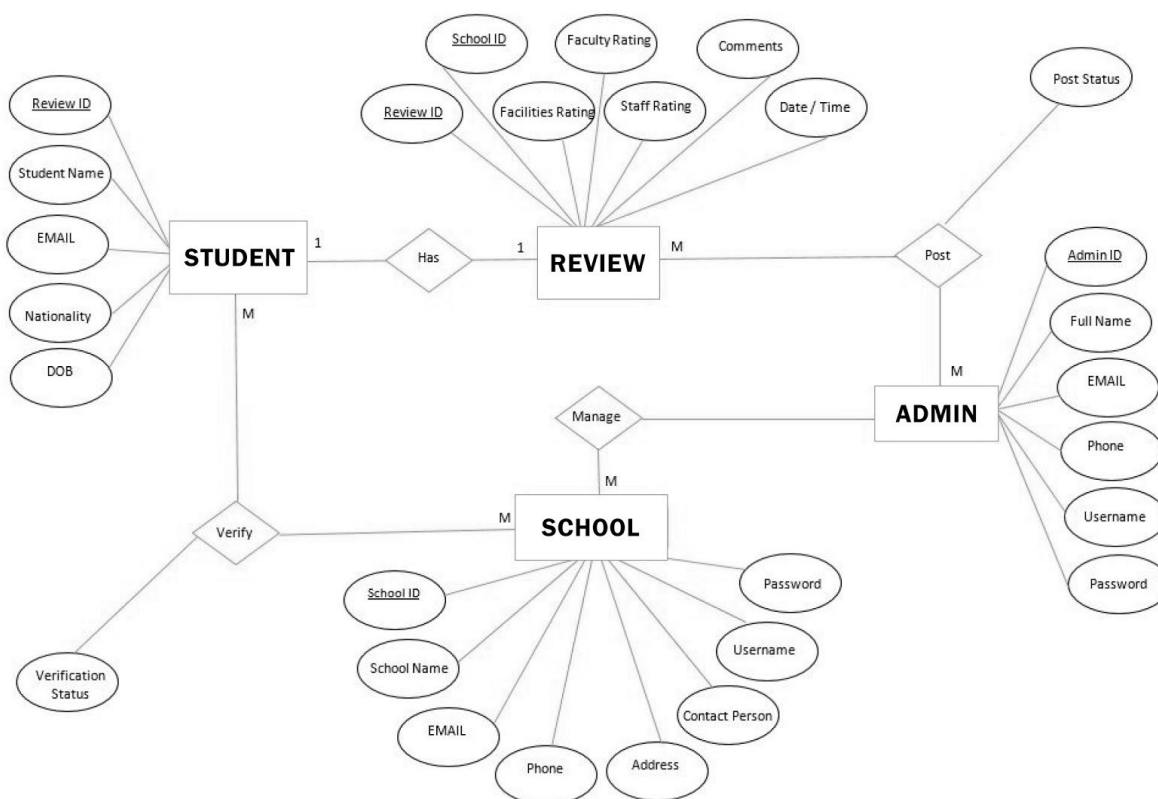 School ID
Faculty Rating
Comments
Post Status
Review ID
Review ID
Facilities Rating
Staff Rating
Date / Time
Student Name
EMAIL
STUDENT
1
Has
1
REVIEW
M
Post
Admin ID
Nationality
M
Full Name
DOB
M
EMAIL
Manage
ADMIN
Phone
M
Username
Verify
M
SCHOOL
Password
School ID
Password
School Name
Username
Verification
Status
EMAIL
Contact Person
Phone
Address